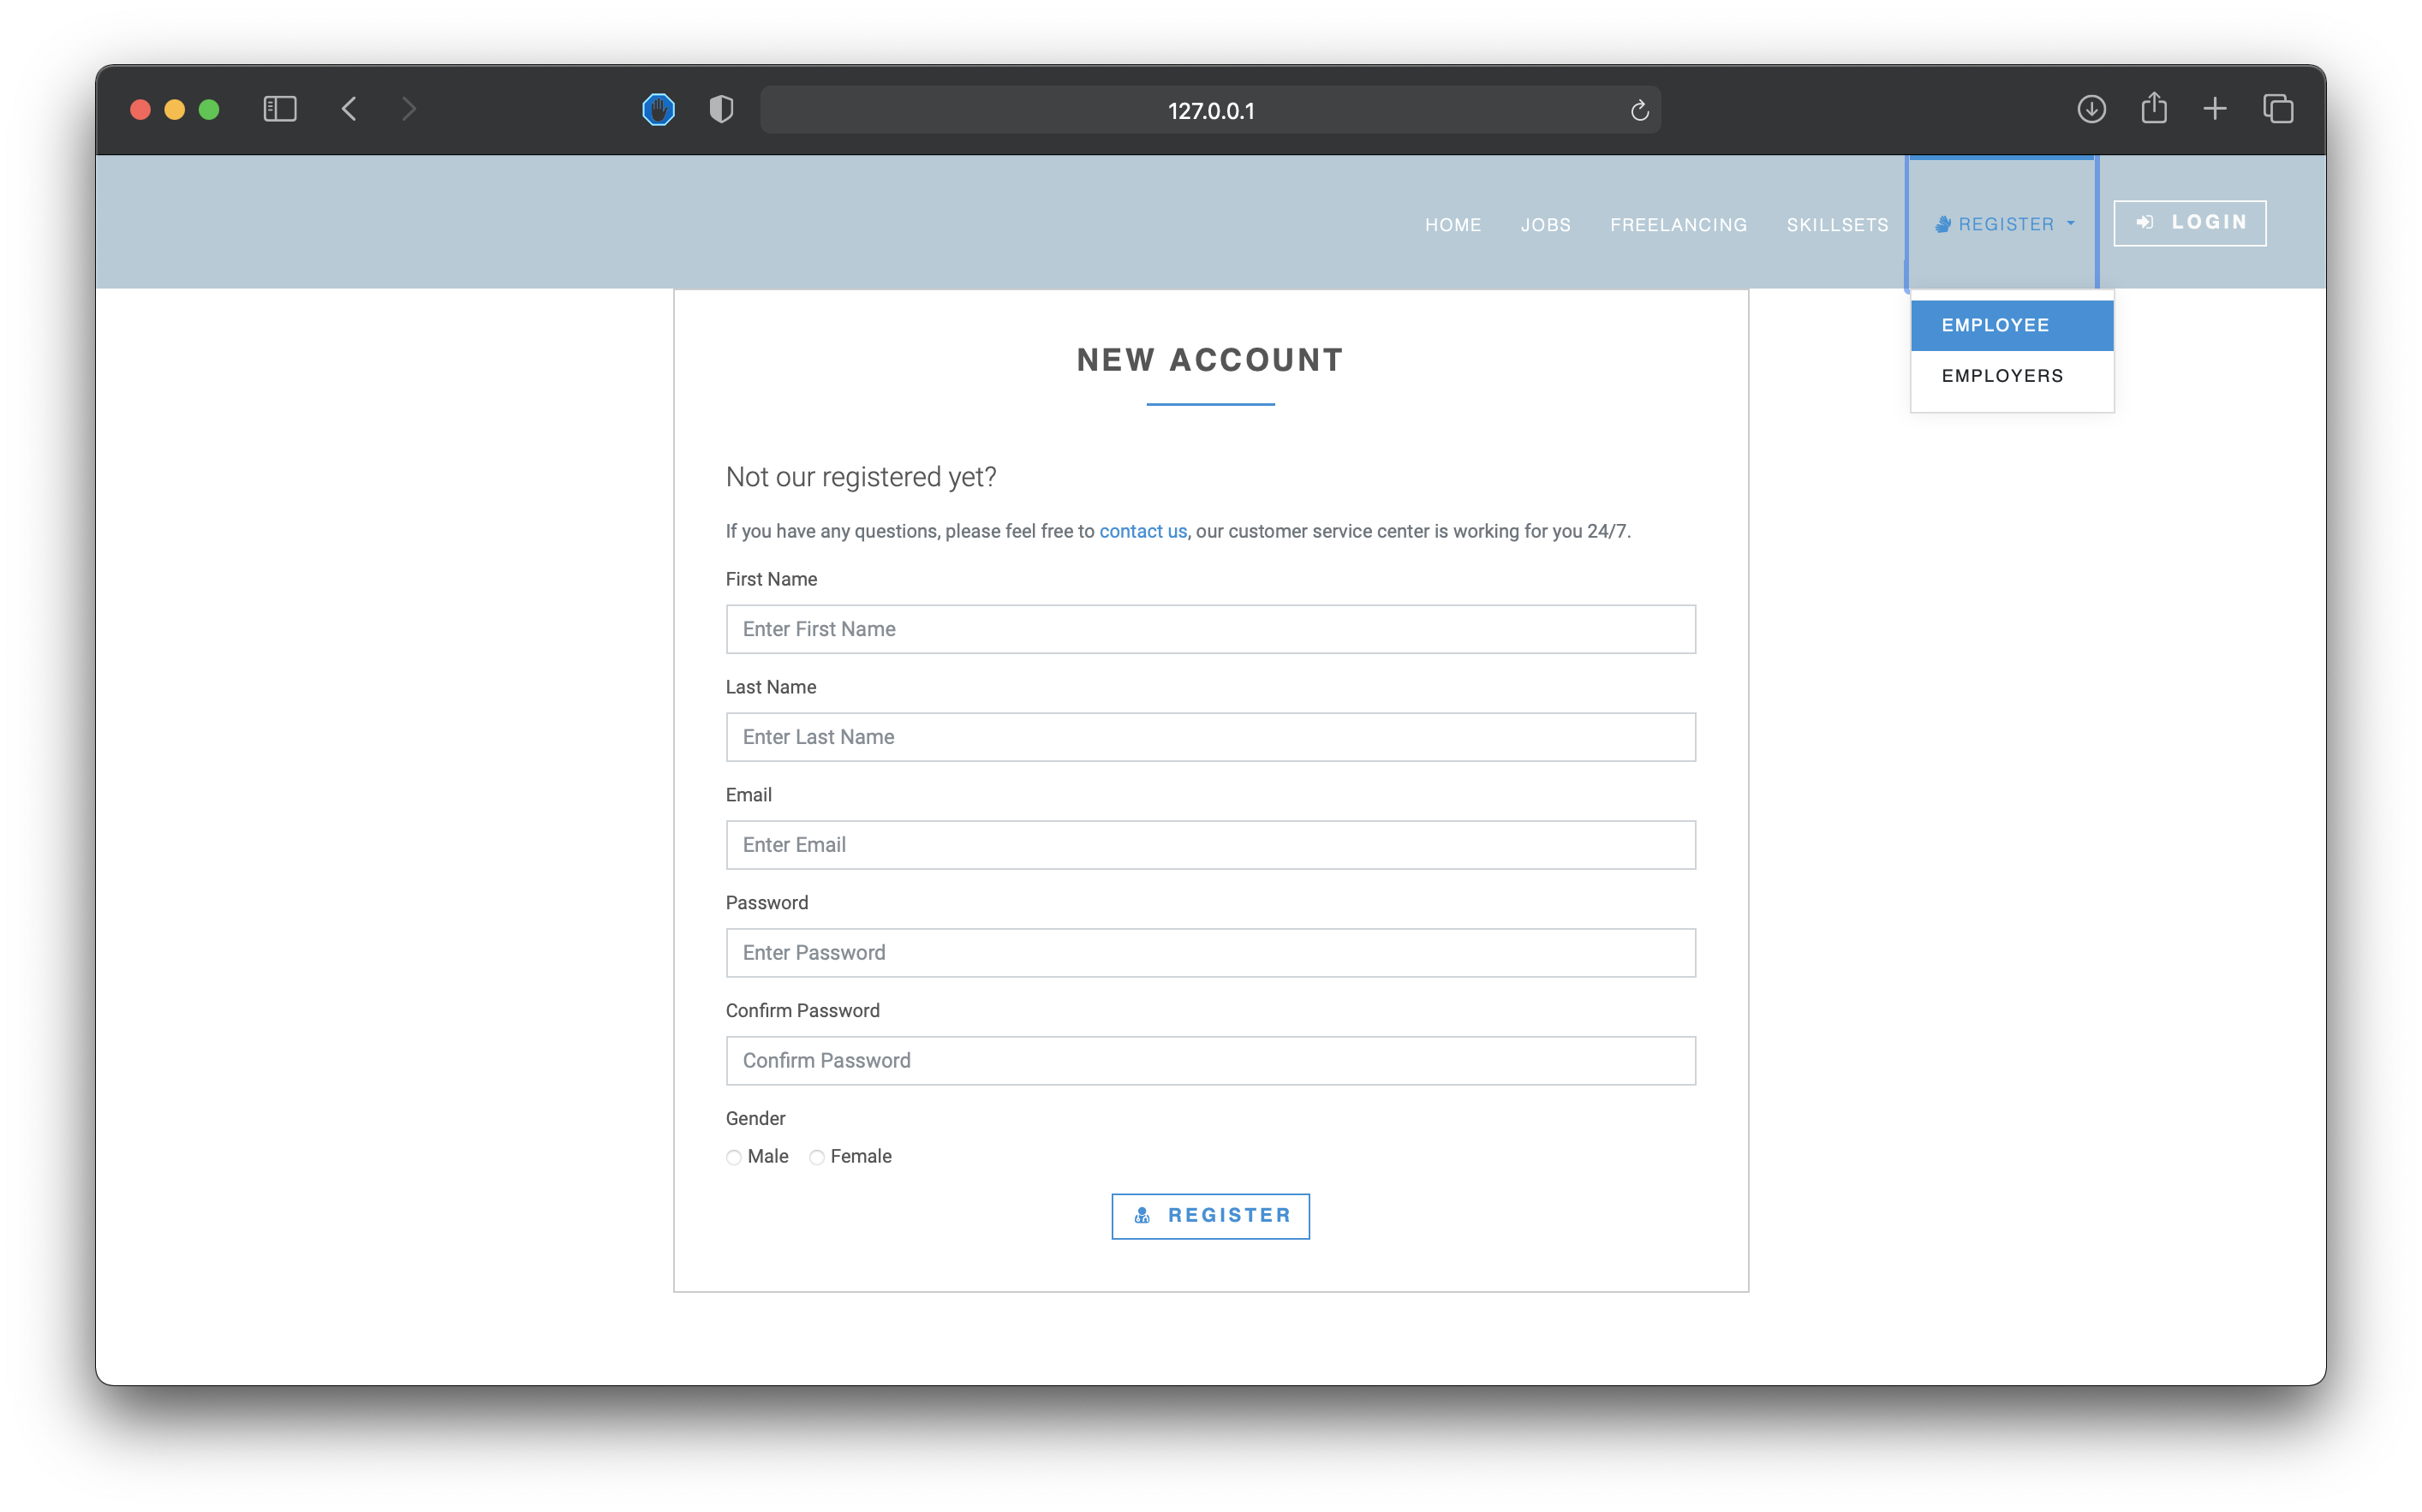 127.0.0.1
HOME JOBS FREELANCING SKILLSETS REGISTER LOGIN
EMPLOYEE
EMPLOYERS
NEW ACCOUNT
Not our registered yet?
If you have any questions, please feel free to contact us, our customer service center is working for you 24/7.
First Name
Enter First Name
Last Name
Enter Last Name
Email
Enter Email
Password
Enter Password
Confirm Password
Confirm Password
Gender
Male Female
REGISTER